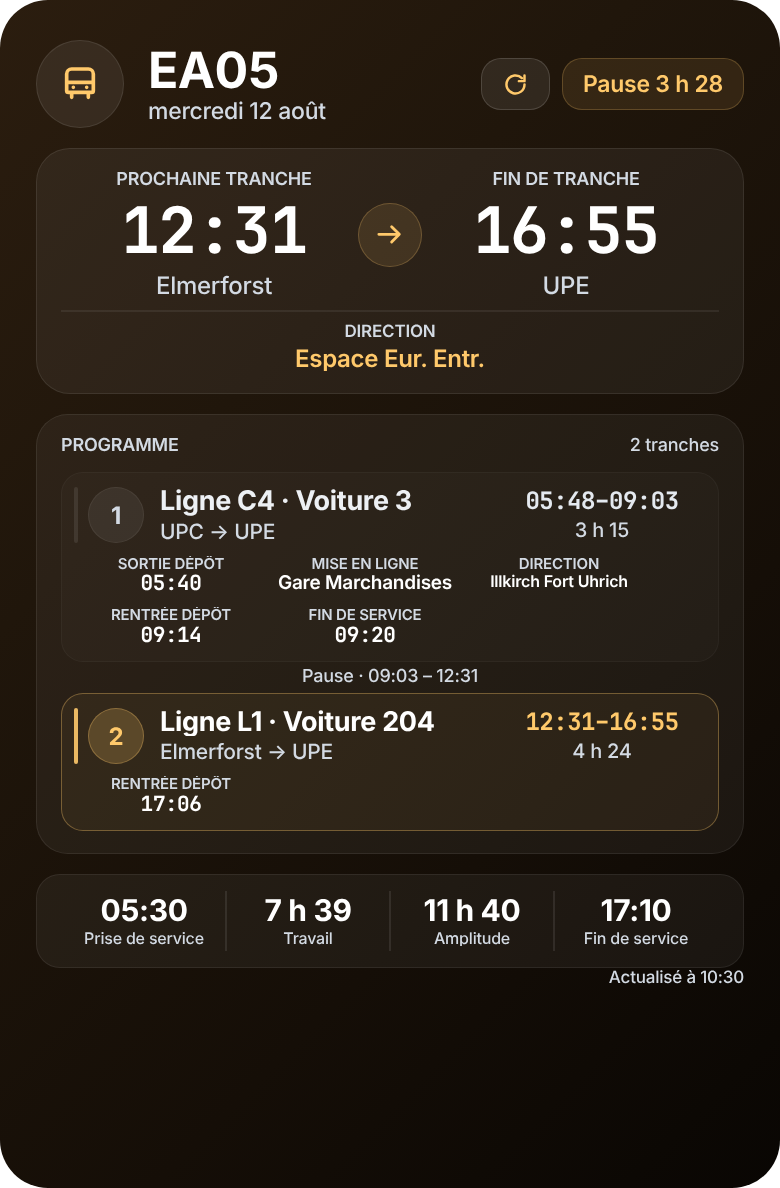 EA05
mercredi 12 août
Pause 3 h 28
PROCHAINE TRANCHE
12:31
Elmerforst
→
FIN DE TRANCHE
16:55
UPE
DIRECTION
Espace Eur. Entr.
PROGRAMME
2 tranches
1
Ligne C4 · Voiture 3
05:48–09:03
UPC → UPE
3 h 15
SORTIE DÉPÔT
05:40
MISE EN LIGNE
Gare Marchandises
DIRECTION
Illkirch Fort Uhrich
RENTRÉE DÉPÔT
09:14
FIN DE SERVICE
09:20
Pause · 09:03 – 12:31
2
Ligne L1 · Voiture 204
12:31–16:55
Elmerforst → UPE
4 h 24
RENTRÉE DÉPÔT
17:06
05:30
Prise de service
7 h 39
Travail
11 h 40
Amplitude
17:10
Fin de service
Actualisé à 10:30